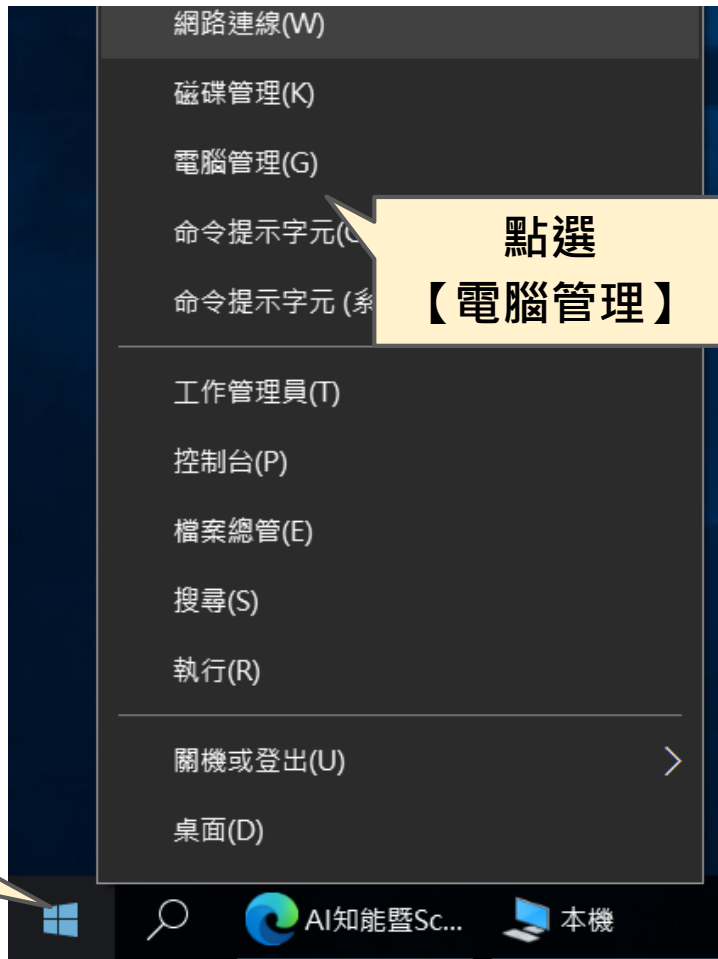 網路連線(W)
磁碟管理(K)
電腦管理(G)
命令提示字元(
命令提示字元 (系
點選
【電腦管理】
工作管理員(T)
控制台(P)
檔案總管(E)
搜尋(S)
執行(R)
關機或登出(U)
桌面(D)
AI知能暨Sc...
本機